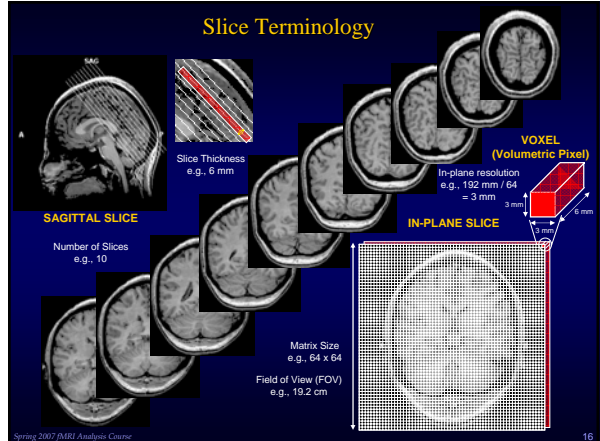 Slice Terminology
SAG
A
Slice Thickness
e.g., 6 mm
VOXEL
(Volumetric Pixel)
In-plane resolution
e.g., 192 mm / 64
= 3 mm
3 mm
6 mm
3 mm
SAGITTAL SLICE
IN-PLANE SLICE
Number of Slices
e.g., 10
Matrix Size
e.g., 64 x 64
Field of View (FOV)
e.g., 19.2 cm
Spring 2007 fMRI Analysis Course
16